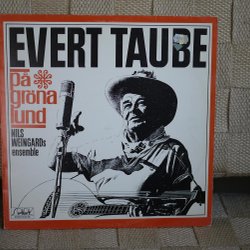 EVERT TAUBE
på
gröna
lund
NILS
WEINGARDs
ensemble